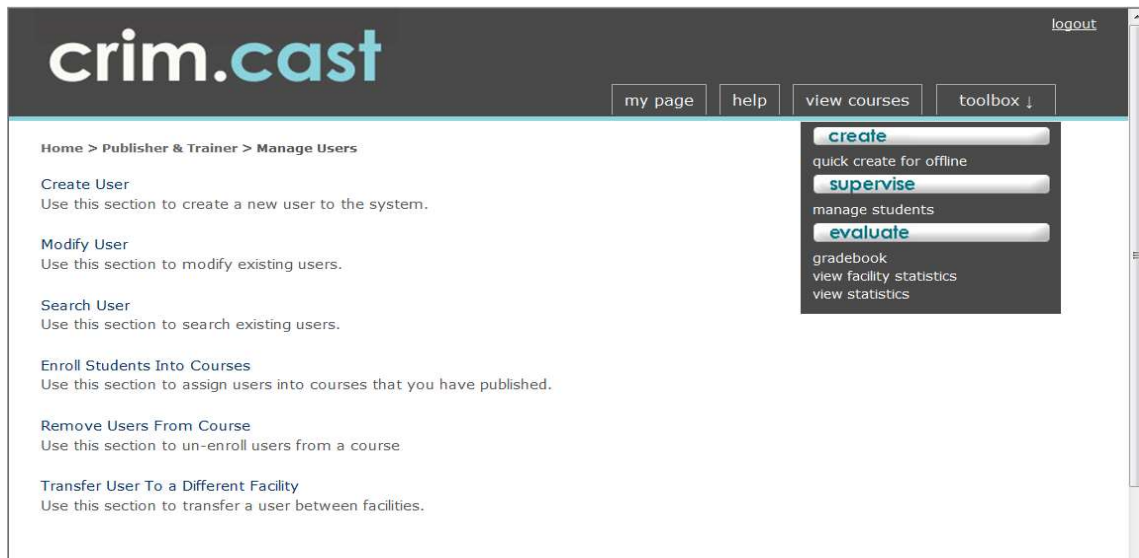 logout
crim.cast
my page
help
view courses
toolbox ↓
Home > Publisher & Trainer > Manage Users
Create User
Use this section to create a new user to the system.
Modify User
Use this section to modify existing users.
Search User
Use this section to search existing users.
Enroll Students Into Courses
Use this section to assign users into courses that you have published.
Remove Users From Course
Use this section to un-enroll users from a course
Transfer User To a Different Facility
Use this section to transfer a user between facilities.
create
quick create for offline
supervise
manage students
evaluate
gradebook
view facility statistics
view statistics